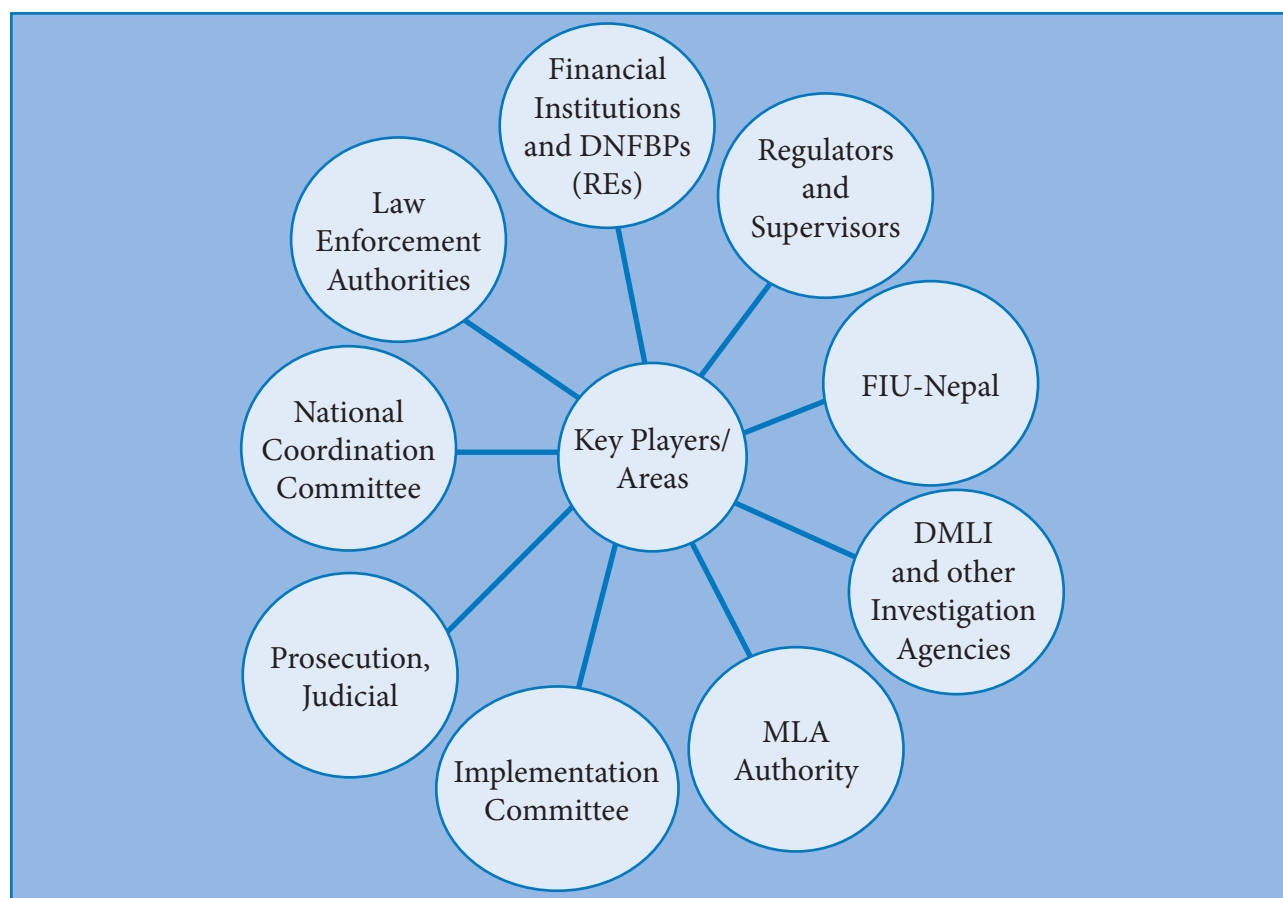 Financial
Institutions
and DNFBPs
(REs)
Regulators
and
Supervisors
FIU-Nepal
DMLI
and other
Investigation
Agencies
MLA
Authority
Implementation
Committee
Prosecution,
Judicial
National
Coordination
Committee
Law
Enforcement
Authorities
Key Players/
Areas